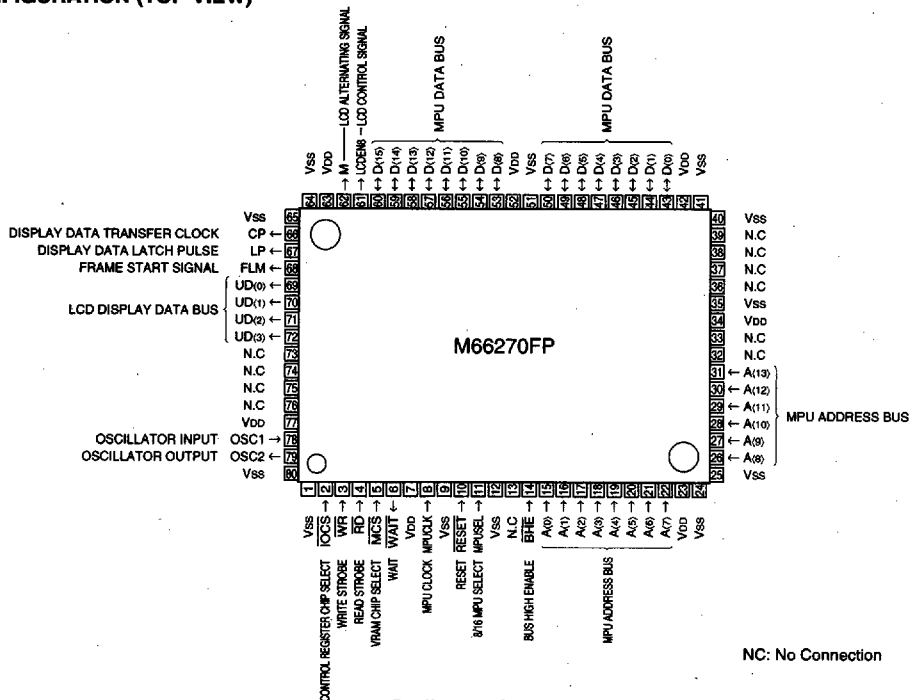 M — LCD ALTERNATING SIGNAL
LCDENB — LCD CONTROL SIGNAL
MPU DATA BUS
MPU DATA BUS
VSS VDD → M → LCDENB ↔ D(15) ↔ D(14) ↔ D(13) ↔ D(12) ↔ D(11) ↔ D(10) ↔ D(9) ↔ D(8) VDD VSS ↔ D(7) ↔ D(6) ↔ D(5) ↔ D(4) ↔ D(3) ↔ D(2) ↔ D(1) ↔ D(0) VDD VSS
64 63 62 61 60 59 58 57 56 55 54 53 52 51 50 49 48 47 46 45 44 43 42 41
Vss 65
DISPLAY DATA TRANSFER CLOCK CP ← 66
DISPLAY DATA LATCH PULSE LP ← 67
FRAME START SIGNAL FLM ← 68
LCD DISPLAY DATA BUS
UD(0) ← 69
UD(1) ← 70
UD(2) ← 71
UD(3) ← 72
N.C 73
N.C 74
N.C 75
N.C 76
VDD 77
OSCILLATOR INPUT OSC1 → 78
OSCILLATOR OUTPUT OSC2 ← 79
Vss 80
M66270FP
40 Vss
39 N.C
38 N.C
37 N.C
36 N.C
35 Vss
34 VDD
33 N.C
32 N.C
31 ← A(13)
30 ← A(12)
29 ← A(11)
28 ← A(10)
27 ← A(9)
26 ← A(8)
25 Vss
MPU ADDRESS BUS
1 2 3 4 5 6 7 8 9 10 11 12 13 14 15 16 17 18 19 20 21 22 23 24
Vss
CONTROL REGISTER CHIP SELECT IOCS →
WRITE STROBE WR →
READ STROBE RD →
VRAM CHIP SELECT MCS →
WAIT WAIT ←
VDD
MPU CLOCK MPUCLK →
Vss
RESET RESET →
8/16 MPU SELECT MPUSEL →
Vss
N.C
BUS HIGH ENABLE BHE →
A(0) → A(1) → A(2) → A(3) → A(4) → A(5) → A(6) → A(7) →
MPU ADDRESS BUS
VDD
Vss
NC: No Connection